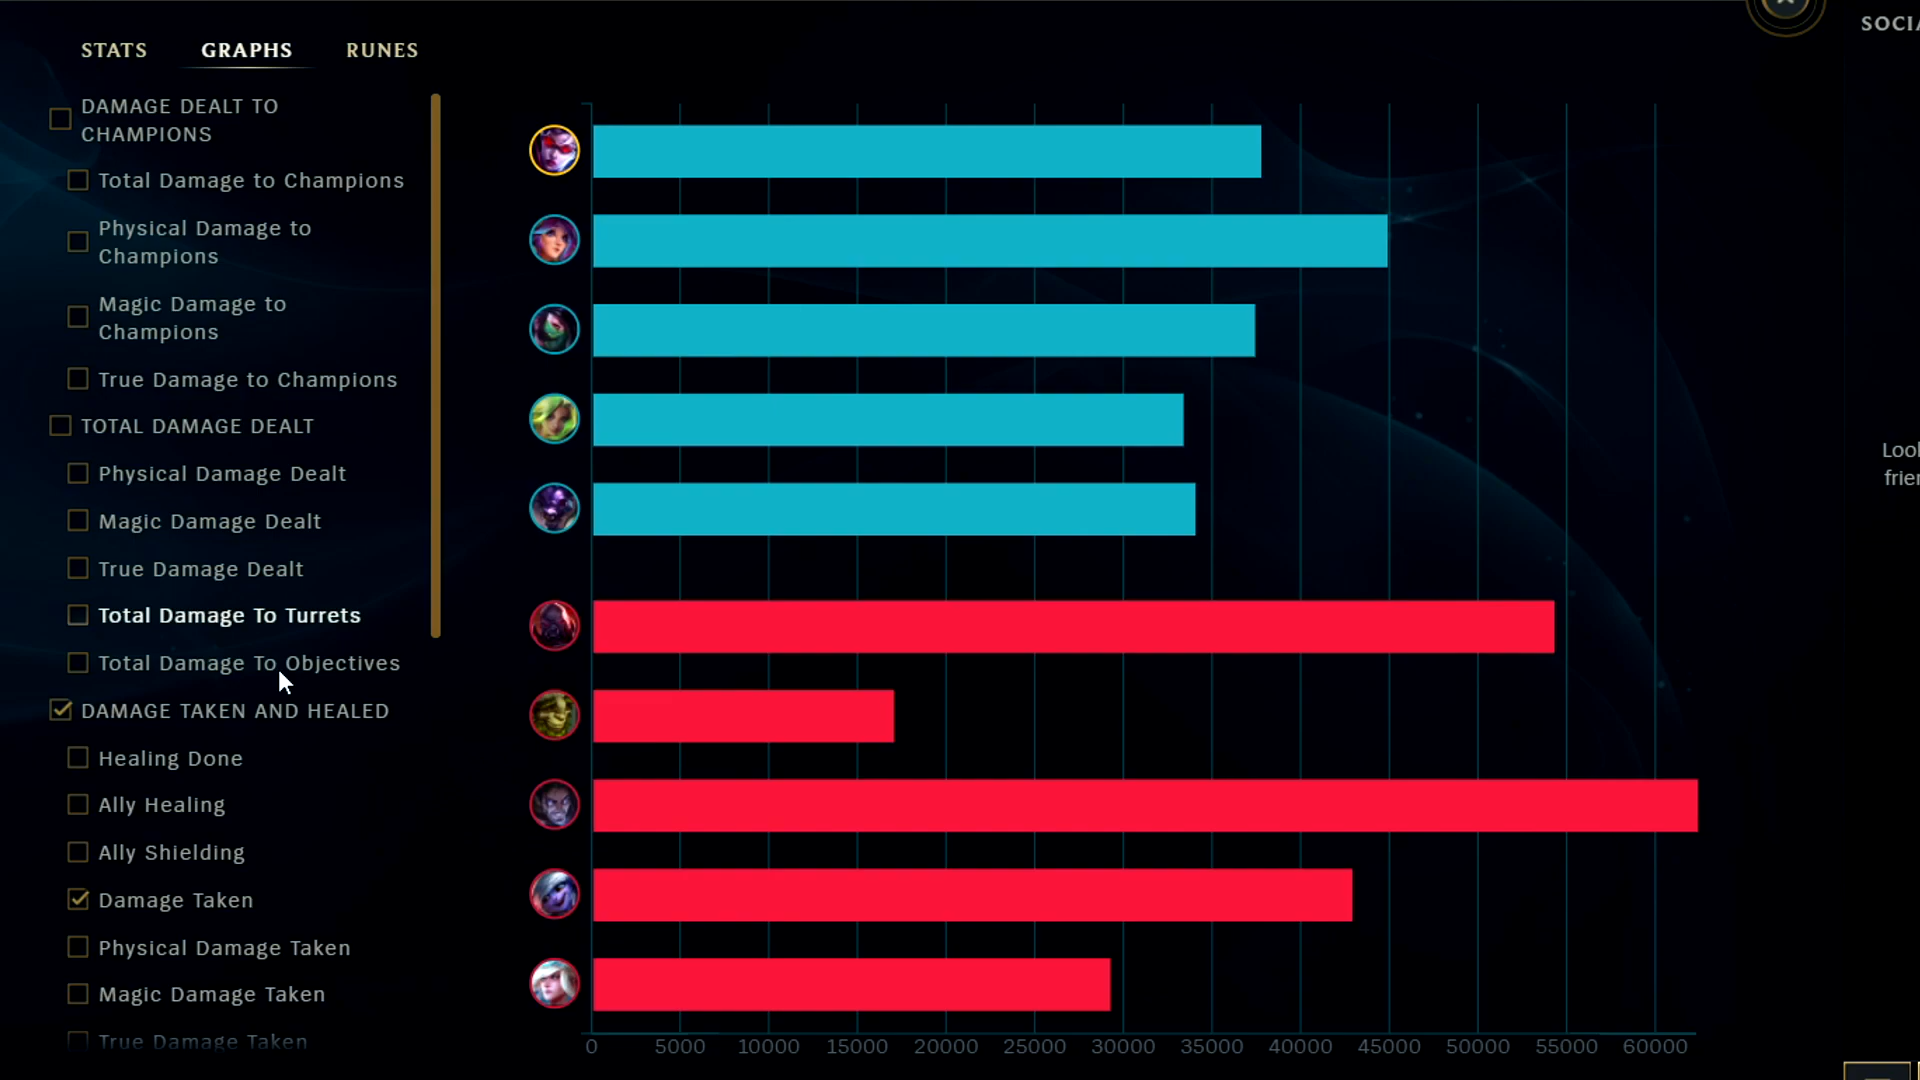 STATS GRAPHS RUNES
SOCIA
DAMAGE DEALT TO
CHAMPIONS
Total Damage to Champions
Physical Damage to
Champions
Magic Damage to
Champions
True Damage to Champions
TOTAL DAMAGE DEALT
Physical Damage Dealt
Magic Damage Dealt
True Damage Dealt
Total Damage To Turrets
Total Damage To Objectives
DAMAGE TAKEN AND HEALED
Healing Done
Ally Healing
Ally Shielding
Damage Taken
Physical Damage Taken
Magic Damage Taken
True Damage Taken
0 5000 10000 15000 20000 25000 30000 35000 40000 45000 50000 55000 60000
Look
frien